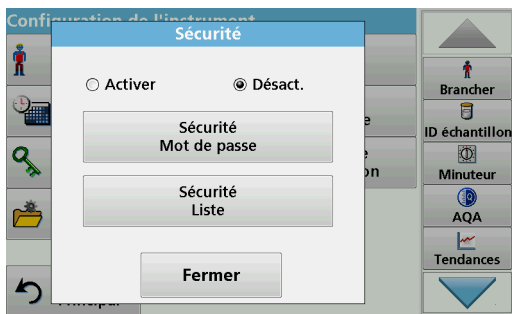 Configuration de l'instrument
Sécurité
Activer
Désact.
Sécurité
Mot de passe
Sécurité
Liste
Fermer
Principal
Brancher
ID échantillon
Minuteur
AQA
Tendances